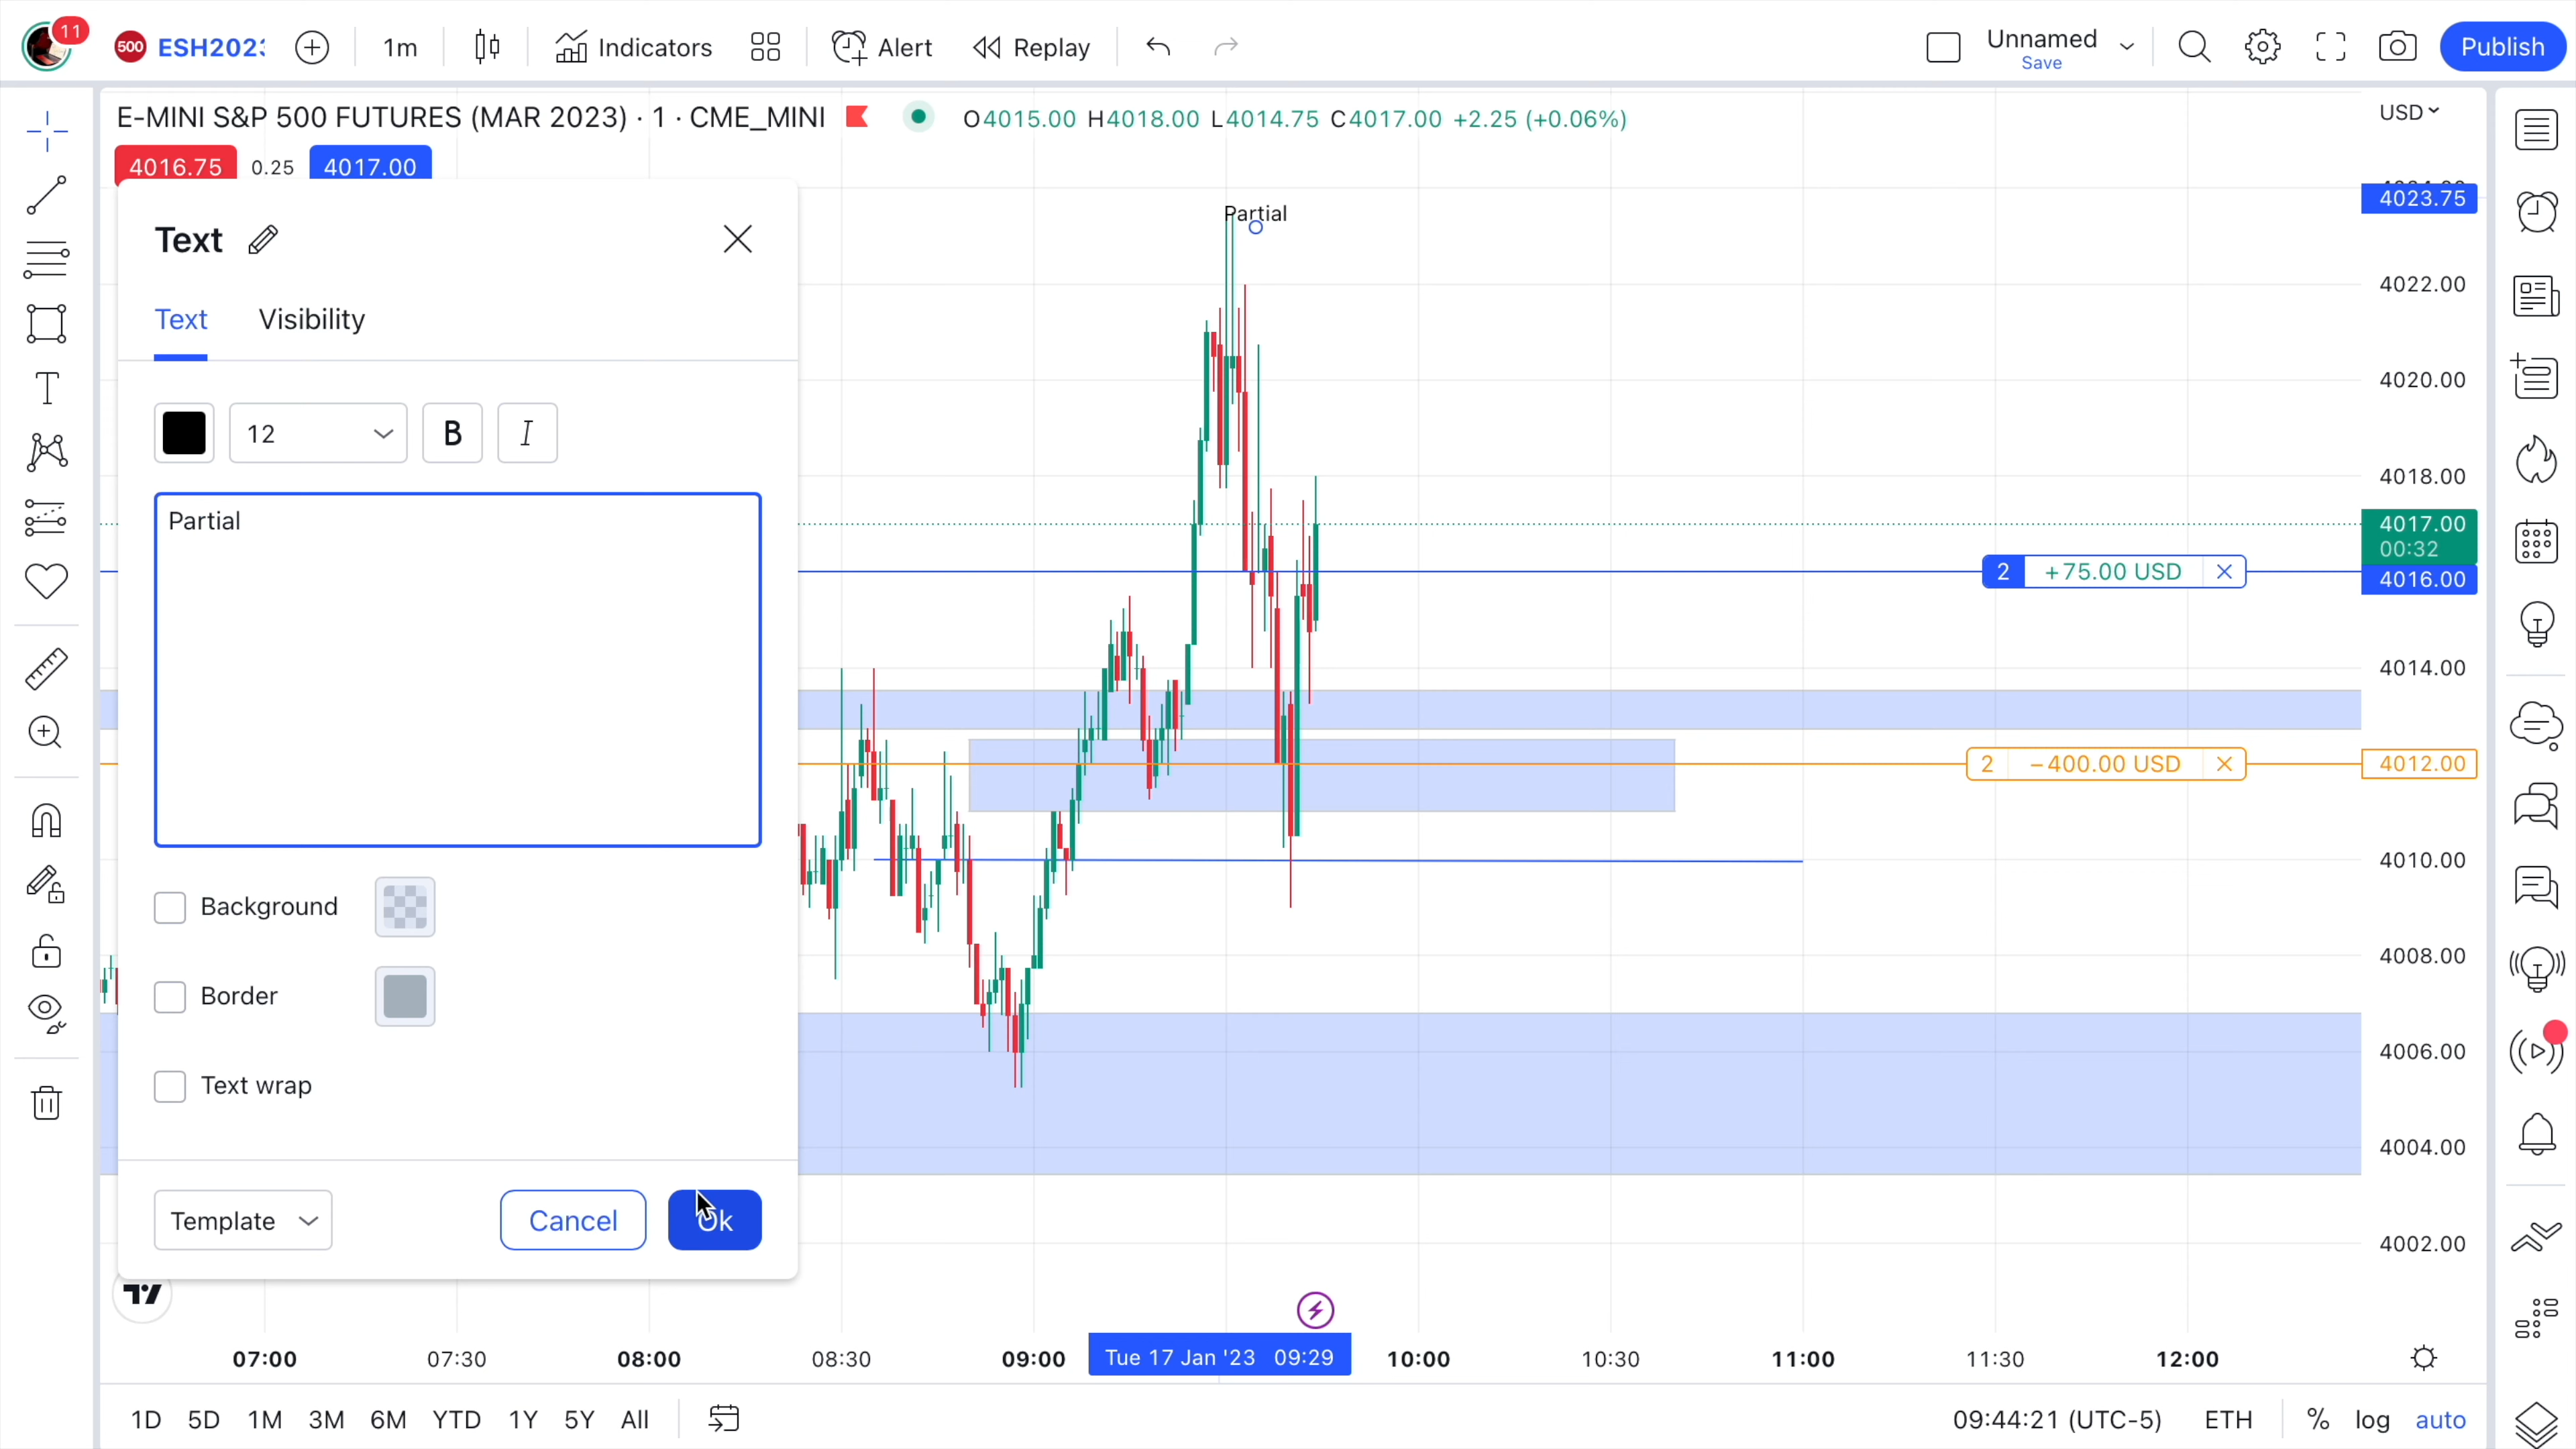 11
500 ESH2023 1m Indicators Alert Replay Unnamed Save Publish
E-MINI S&P 500 FUTURES (MAR 2023) · 1 · CME_MINI O4015.00 H4018.00 L4014.75 C4017.00 +2.25 (+0.06%)
USD
4016.75 0.25 4017.00
Text
Text Visibility
12 B I
Partial
Background
Border
Text wrap
Template Cancel Ok
Partial
2 +75.00 USD
2 −400.00 USD
4023.75
4022.00
4020.00
4018.00
4017.00
00:32
4016.00
4014.00
4012.00
4010.00
4008.00
4006.00
4004.00
4002.00
07:00 07:30 08:00 08:30 09:00 Tue 17 Jan '23 09:29 10:00 10:30 11:00 11:30 12:00
1D 5D 1M 3M 6M YTD 1Y 5Y All 09:44:21 (UTC-5) ETH % log auto